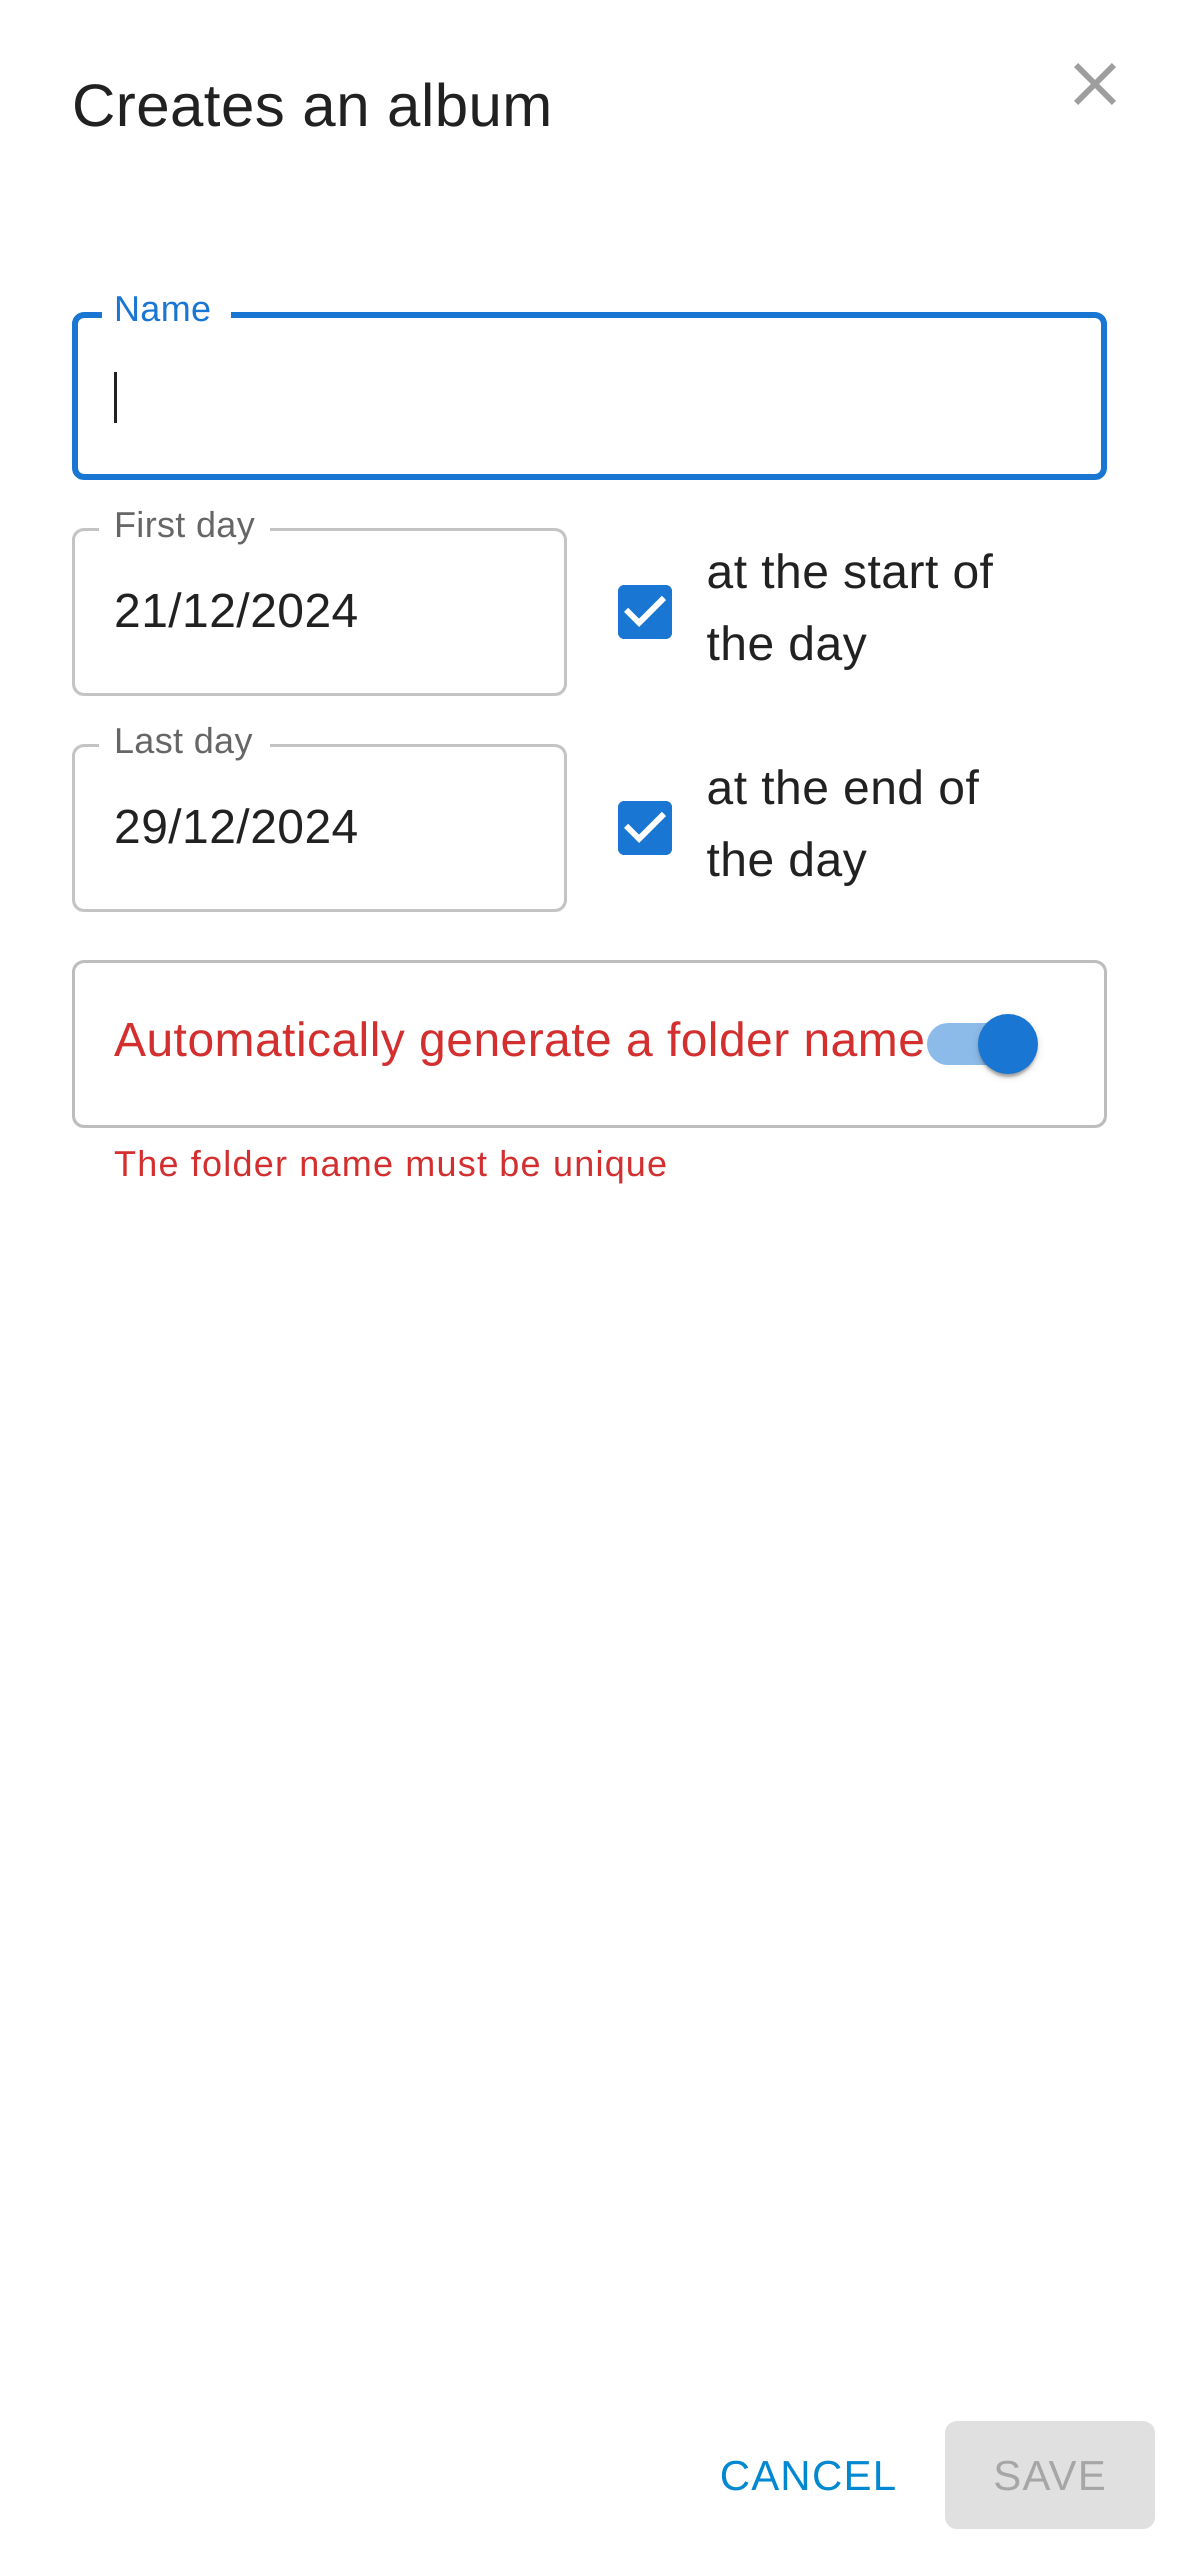 Creates an album
Name
First day
21/12/2024
at the start of
the day
Last day
29/12/2024
at the end of
the day
Automatically generate a folder name
The folder name must be unique
CANCEL
SAVE